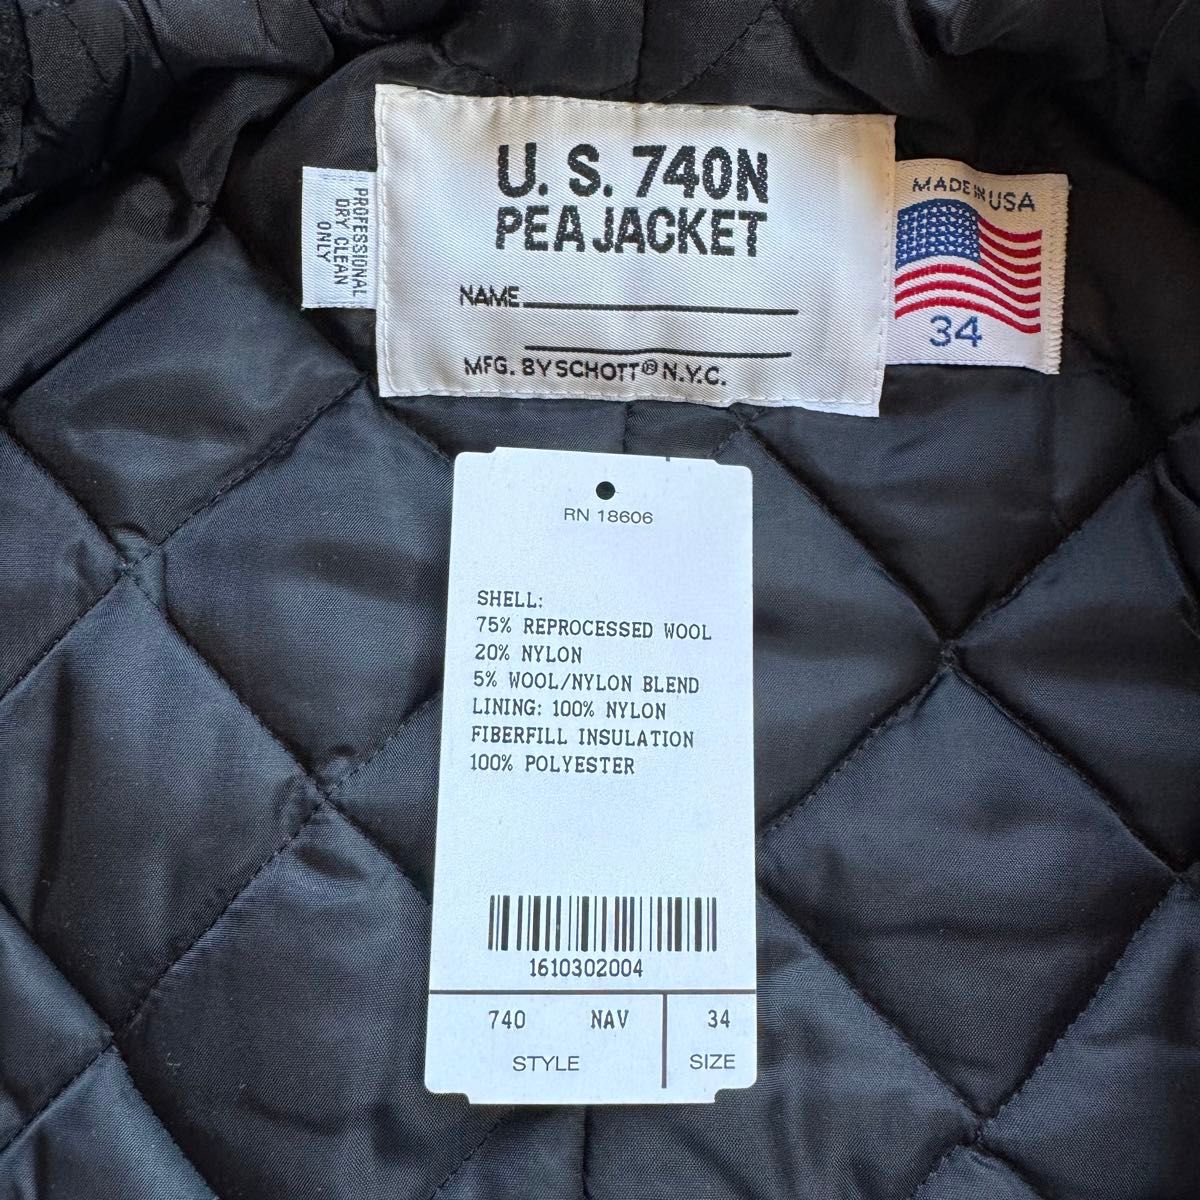 U. S. 740N
PEA JACKET
NAME
MFG. BY SCHOTT® N.Y.C.
PROFESSIONAL
DRY CLEAN
ONLY
MADE IN USA
34
RN 18606
SHELL:
75% REPROCESSED WOOL
20% NYLON
5% WOOL/NYLON BLEND
LINING: 100% NYLON
FIBERFILL INSULATION
100% POLYESTER
1610302004
740 NAV 34
STYLE SIZE